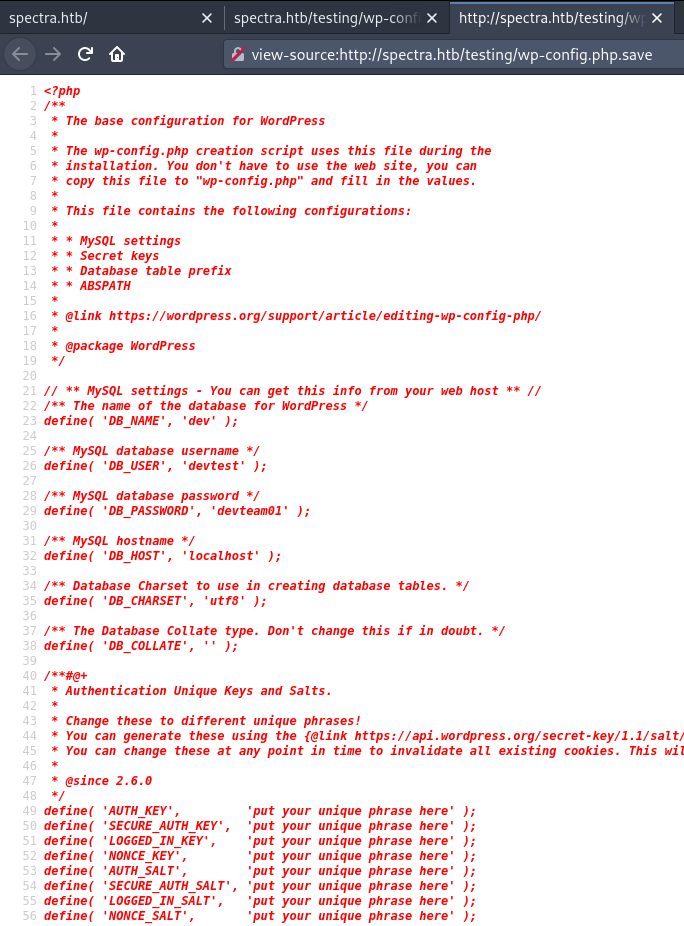 spectra.htb/
spectra.htb/testing/wp-conf
http://spectra.htb/testing/wp
view-source:http://spectra.htb/testing/wp-config.php.save
1 <?php
2 /**
3  * The base configuration for WordPress
4  *
5  * The wp-config.php creation script uses this file during the
6  * installation. You don't have to use the web site, you can
7  * copy this file to "wp-config.php" and fill in the values.
8  *
9  * This file contains the following configurations:
10  *
11  * * MySQL settings
12  * * Secret keys
13  * * Database table prefix
14  * * ABSPATH
15  *
16  * @link https://wordpress.org/support/article/editing-wp-config-php/
17  *
18  * @package WordPress
19  */
20
21 // ** MySQL settings - You can get this info from your web host ** //
22 /** The name of the database for WordPress */
23 define( 'DB_NAME', 'dev' );
24
25 /** MySQL database username */
26 define( 'DB_USER', 'devtest' );
27
28 /** MySQL database password */
29 define( 'DB_PASSWORD', 'devteam01' );
30
31 /** MySQL hostname */
32 define( 'DB_HOST', 'localhost' );
33
34 /** Database Charset to use in creating database tables. */
35 define( 'DB_CHARSET', 'utf8' );
36
37 /** The Database Collate type. Don't change this if in doubt. */
38 define( 'DB_COLLATE', '' );
39
40 /**#@+
41  * Authentication Unique Keys and Salts.
42  *
43  * Change these to different unique phrases!
44  * You can generate these using the {@link https://api.wordpress.org/secret-key/1.1/salt/
45  * You can change these at any point in time to invalidate all existing cookies. This wil
46  *
47  * @since 2.6.0
48  */
49 define( 'AUTH_KEY',         'put your unique phrase here' );
50 define( 'SECURE_AUTH_KEY',  'put your unique phrase here' );
51 define( 'LOGGED_IN_KEY',    'put your unique phrase here' );
52 define( 'NONCE_KEY',        'put your unique phrase here' );
53 define( 'AUTH_SALT',        'put your unique phrase here' );
54 define( 'SECURE_AUTH_SALT', 'put your unique phrase here' );
55 define( 'LOGGED_IN_SALT',   'put your unique phrase here' );
56 define( 'NONCE_SALT',       'put your unique phrase here' );